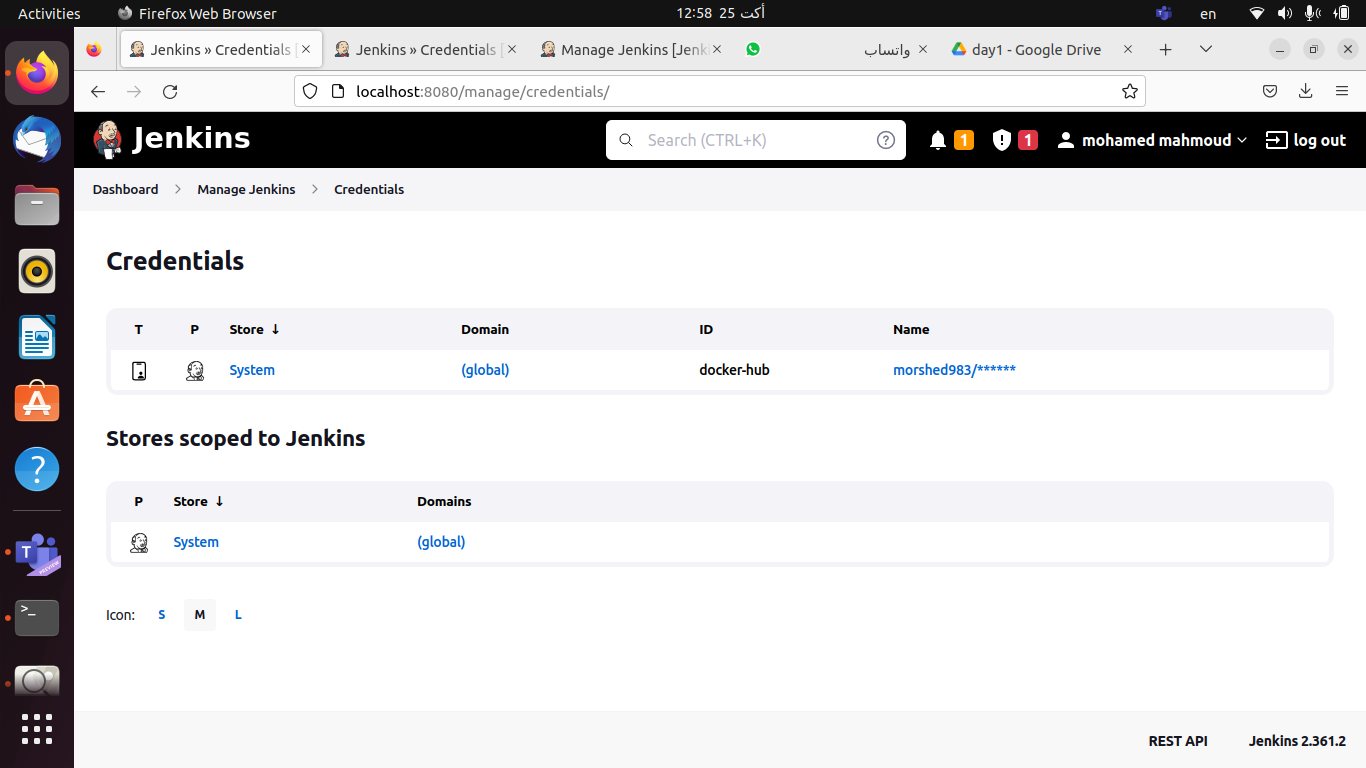 Activities Firefox Web Browser 12:58 25 أكت en
Jenkins » Credentials [ Jenkins » Credentials [ Manage Jenkins [Jenk واتساب day1 - Google Drive
localhost:8080/manage/credentials/
Jenkins Search (CTRL+K) 1 1 mohamed mahmoud log out
Dashboard Manage Jenkins Credentials
Credentials
T P Store ↓ Domain ID Name
System (global) docker-hub morshed983/******
Stores scoped to Jenkins
P Store ↓ Domains
System (global)
T PREVIEW
Icon: S M L
REST API Jenkins 2.361.2